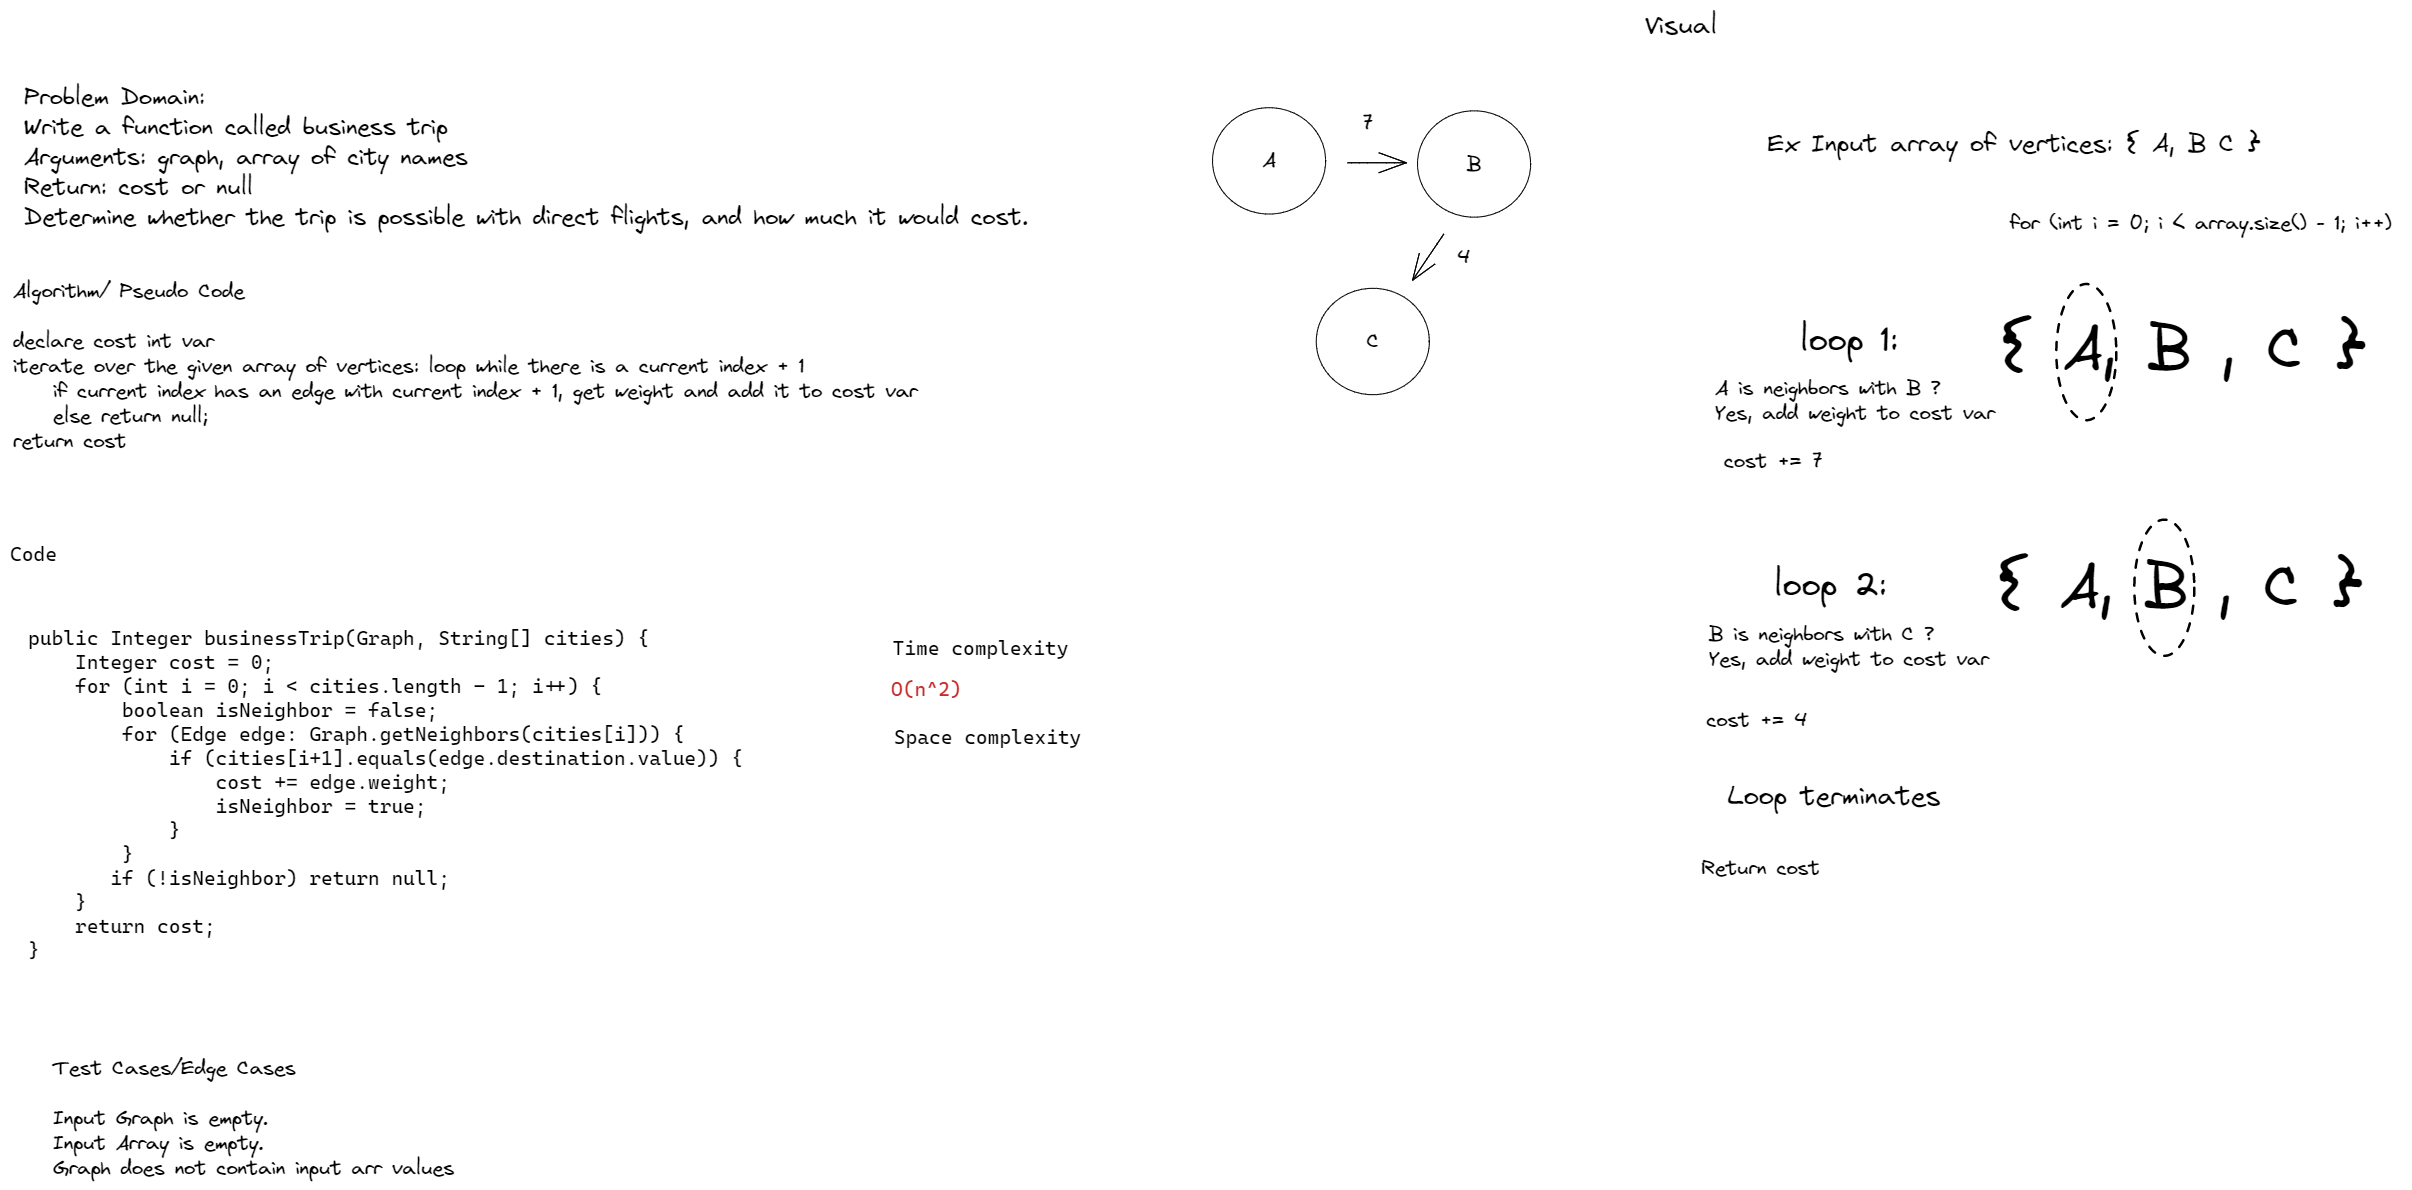 Visual
Problem Domain:
Write a function called business trip
Arguments: graph, array of city names
Return: cost or null
Determine whether the trip is possible with direct flights, and how much it would cost.
Algorithm/ Pseudo Code
declare cost int var
iterate over the given array of vertices: loop while there is a current index + 1
    if current index has an edge with current index + 1, get weight and add it to cost var
    else return null;
return cost
Code
public Integer businessTrip(Graph, String[] cities) {
    Integer cost = 0;
    for (int i = 0; i < cities.length - 1; i++) {
        boolean isNeighbor = false;
        for (Edge edge: Graph.getNeighbors(cities[i])) {
            if (cities[i+1].equals(edge.destination.value)) {
                cost += edge.weight;
                isNeighbor = true;
            }
        }
       if (!isNeighbor) return null;
    }
    return cost;
}
Time complexity
O(n^2)
Space complexity
Test Cases/Edge Cases
Input Graph is empty.
Input Array is empty.
Graph does not contain input arr values
7
A
B
4
C
Ex Input array of vertices: { A, B C }
for (int i = 0; i < array.size() - 1; i++)
loop 1:
{ A, B , C }
A is neighbors with B ?
Yes, add weight to cost var
cost += 7
loop 2:
{ A, B , C }
B is neighbors with C ?
Yes, add weight to cost var
cost += 4
Loop terminates
Return cost